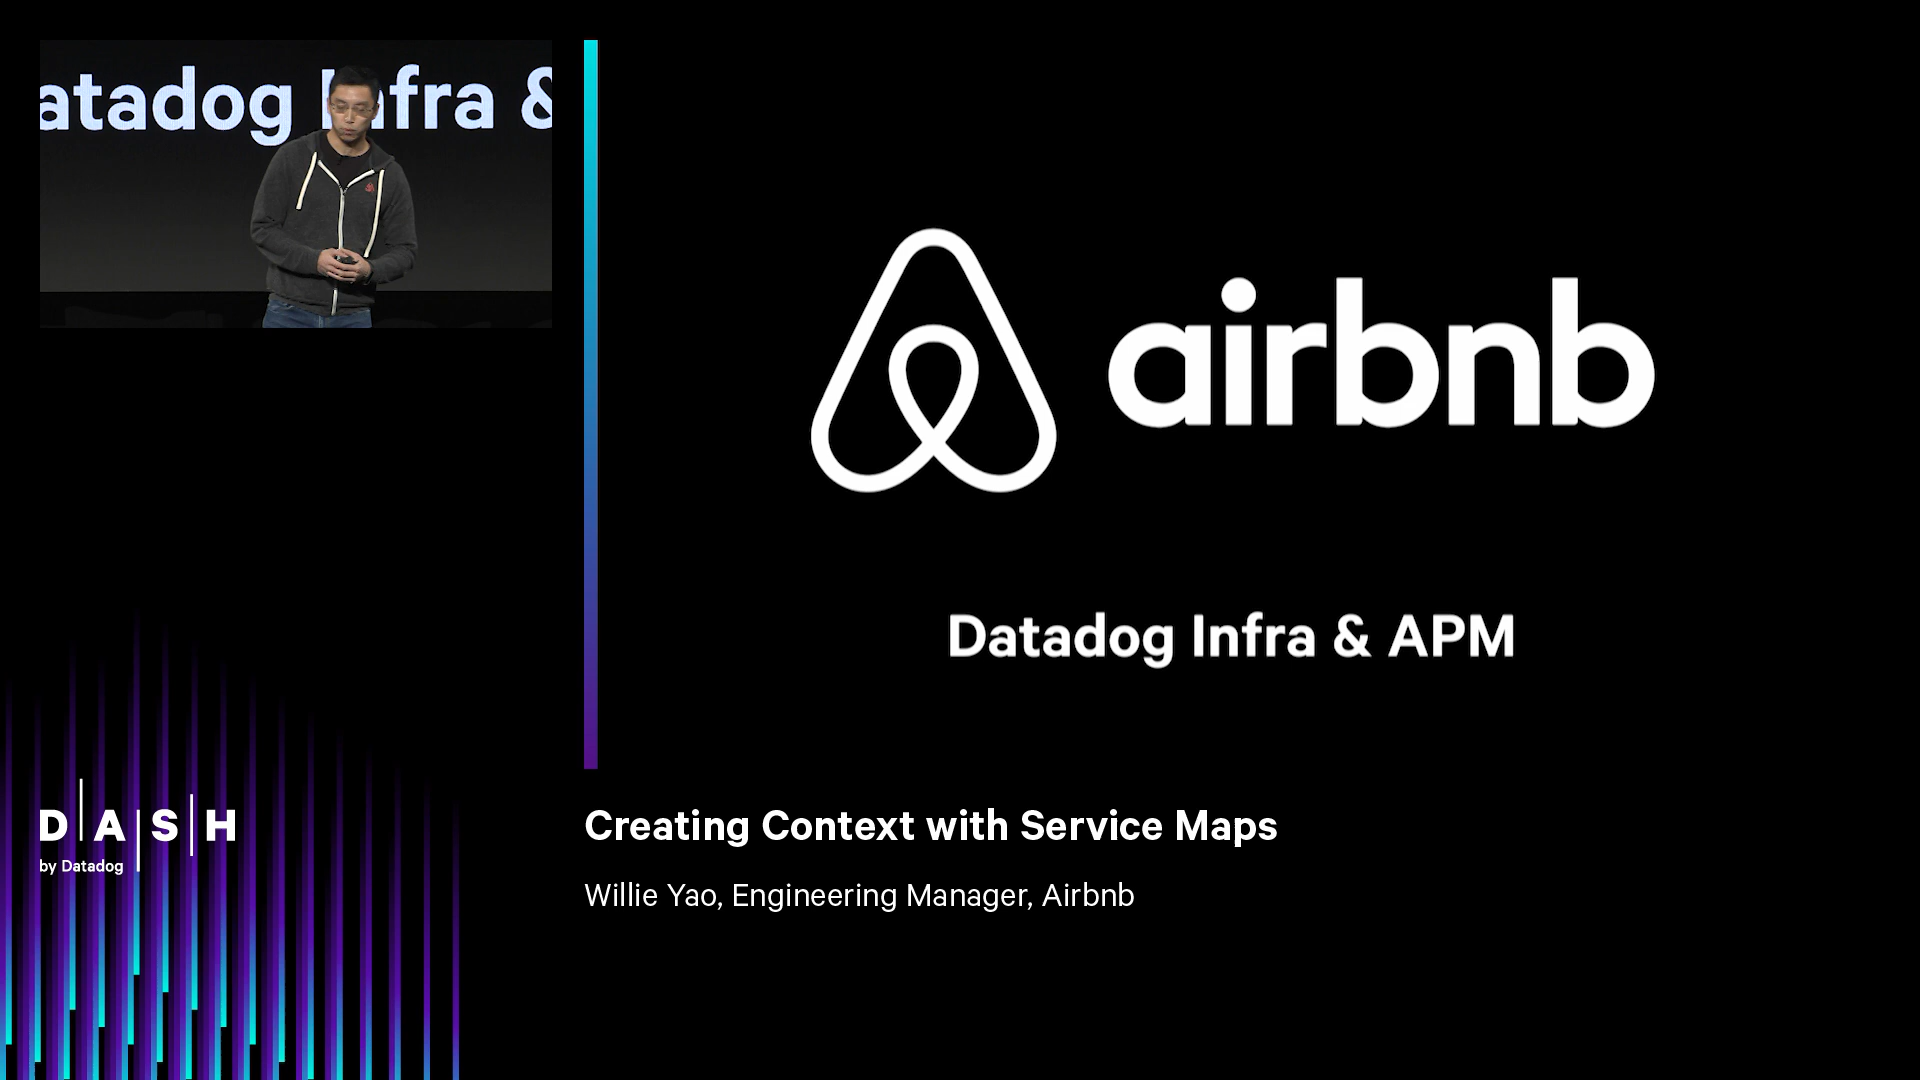 atadog Infra &
airbnb
Datadog Infra & APM
Creating Context with Service Maps
Willie Yao, Engineering Manager, Airbnb
D A S H
by Datadog